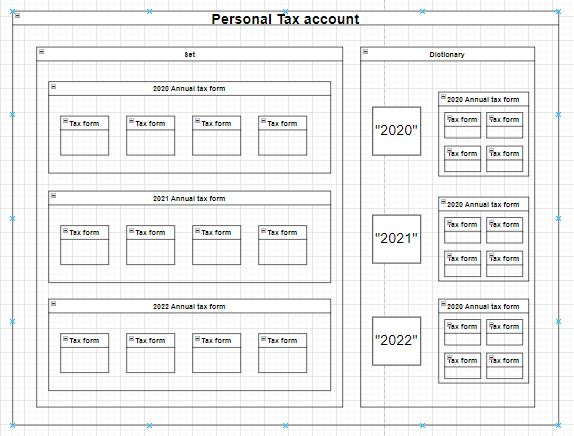 Personal Tax account
Set
2020 Annual tax form
Tax form Tax form Tax form Tax form
2021 Annual tax form
Tax form Tax form Tax form Tax form
2022 Annual tax form
Tax form Tax form Tax form Tax form
Dictionary
"2020"
2020 Annual tax form
Tax form Tax form
Tax form Tax form
"2021"
2020 Annual tax form
Tax form Tax form
Tax form Tax form
"2022"
2020 Annual tax form
Tax form Tax form
Tax form Tax form